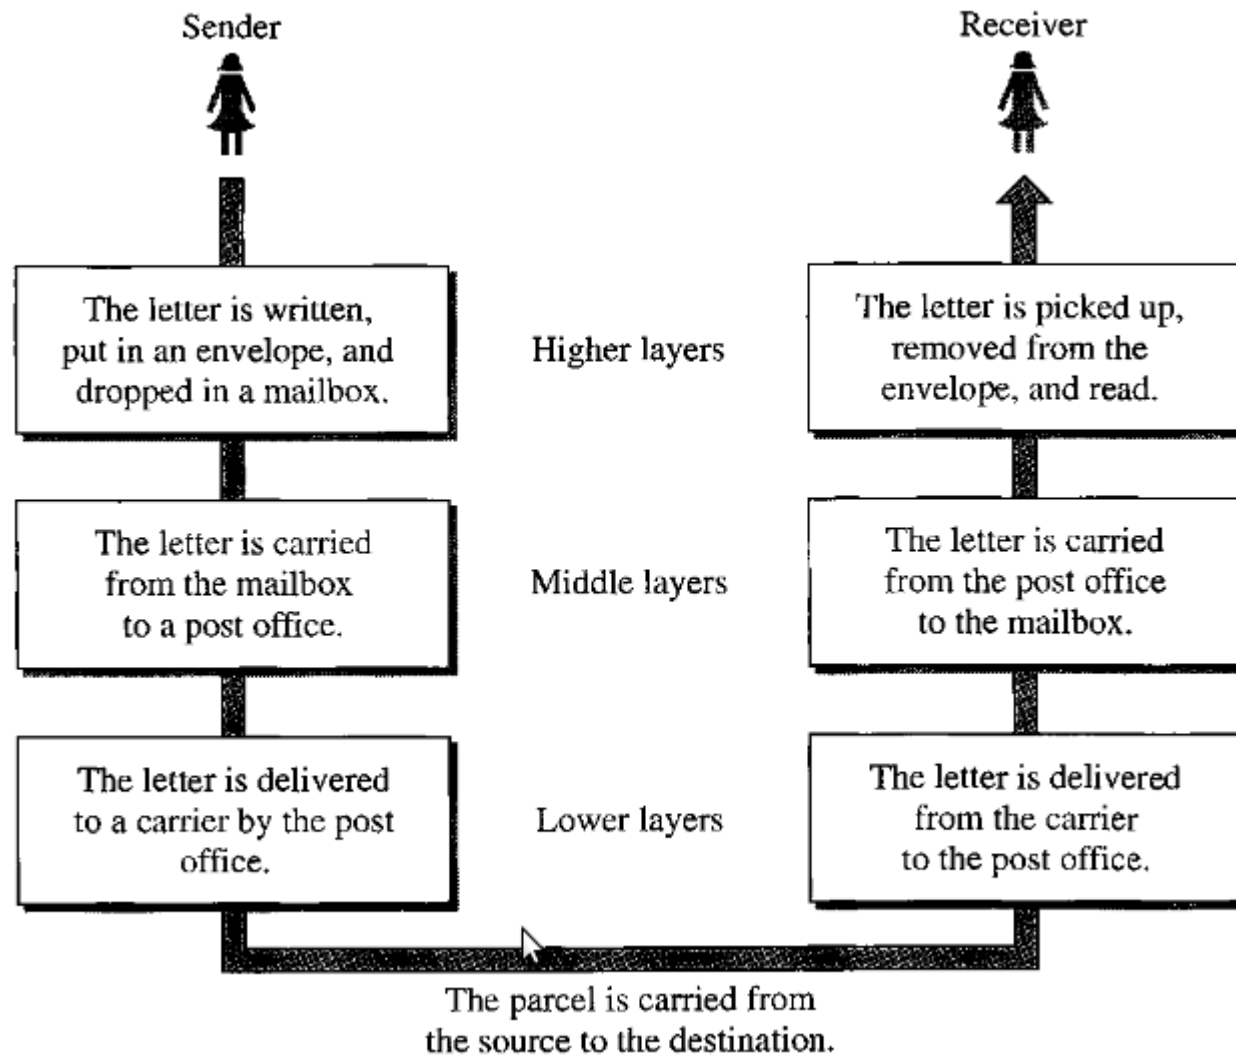 Sender
Receiver
The letter is written,
put in an envelope, and
dropped in a mailbox.
Higher layers
The letter is picked up,
removed from the
envelope, and read.
The letter is carried
from the mailbox
to a post office.
Middle layers
The letter is carried
from the post office
to the mailbox.
The letter is delivered
to a carrier by the post
office.
Lower layers
The letter is delivered
from the carrier
to the post office.
The parcel is carried from
the source to the destination.